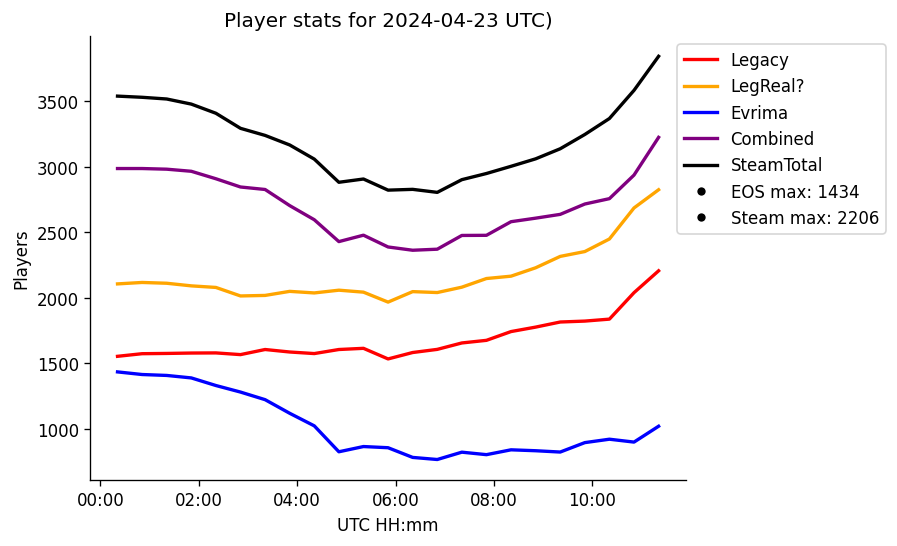 Player stats for 2024-04-23 UTC)
Legacy
LegReal?
Evrima
Combined
SteamTotal
EOS max: 1434
Steam max: 2206
Players
3500
3000
2500
2000
1500
1000
00:00 02:00 04:00 06:00 08:00 10:00
UTC HH:mm